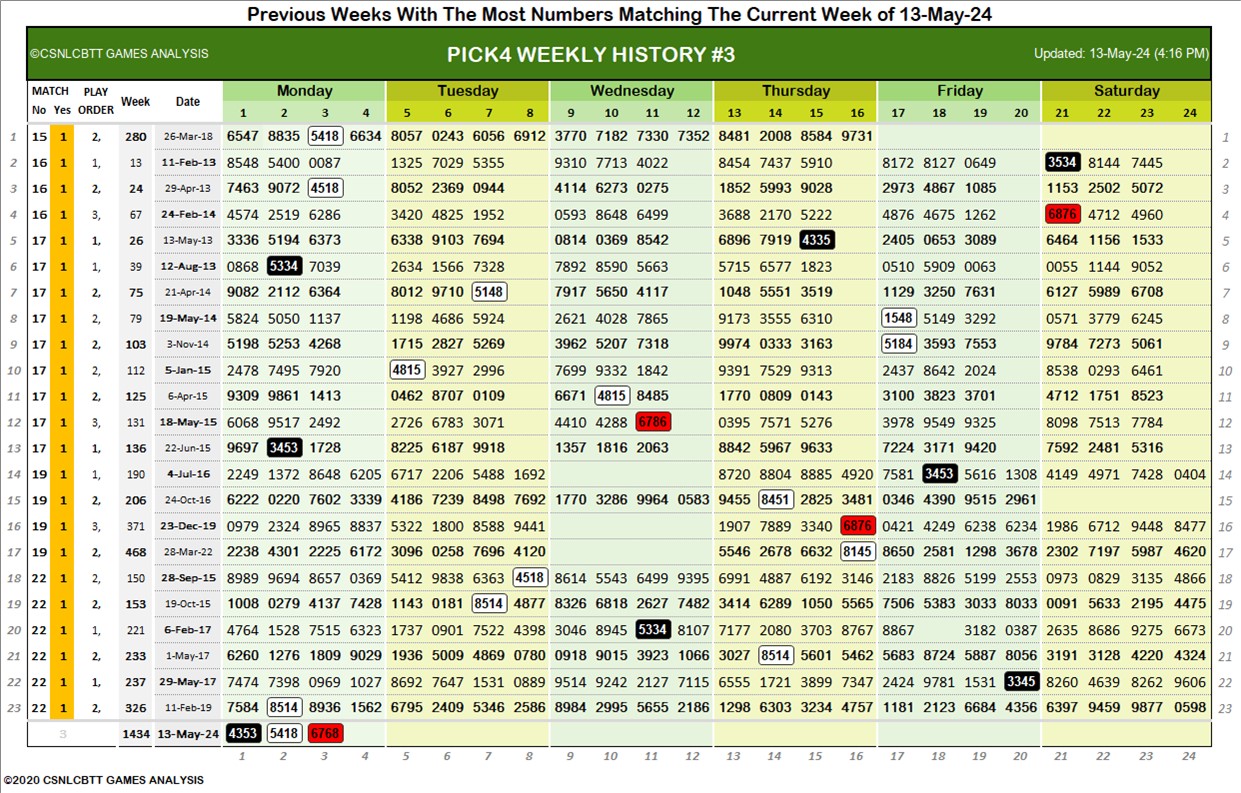 Previous Weeks With The Most Numbers Matching The Current Week of 13-May-24
©CSNLCBTT GAMES ANALYSIS PICK4 WEEKLY HISTORY #3 Updated: 13-May-24 (4:16 PM)
MATCH PLAY Week Date Monday Tuesday Wednesday Thursday Friday Saturday
No Yes ORDER 1 2 3 4 5 6 7 8 9 10 11 12 13 14 15 16 17 18 19 20 21 22 23 24
1 15 1 2, 280 26-Mar-18 6547 8835 5418 6634 8057 0243 6056 6912 3770 7182 7330 7352 8481 2008 8584 9731 1
2 16 1 1, 13 11-Feb-13 8548 5400 0087 1325 7029 5355 9310 7713 4022 8454 7437 5910 8172 8127 0649 3534 8144 7445 2
3 16 1 2, 24 29-Apr-13 7463 9072 4518 8052 2369 0944 4114 6273 0275 1852 5993 9028 2973 4867 1085 1153 2502 5072 3
4 16 1 3, 67 24-Feb-14 4574 2519 6286 3420 4825 1952 0593 8648 6499 3688 2170 5222 4876 4675 1262 6876 4712 4960 4
5 17 1 1, 26 13-May-13 3336 5194 6373 6338 9103 7694 0814 0369 8542 6896 7919 4335 2405 0653 3089 6464 1156 1533 5
6 17 1 1, 39 12-Aug-13 0868 5334 7039 2634 1566 7328 7892 8590 5663 5715 6577 1823 0510 5909 0063 0055 1144 9052 6
7 17 1 2, 75 21-Apr-14 9082 2112 6364 8012 9710 5148 7917 5650 4117 1048 5551 3519 1129 3250 7631 6127 5989 6708 7
8 17 1 2, 79 19-May-14 5824 5050 1137 1198 4686 5924 2621 4028 7865 9173 3555 6310 1548 5149 3292 0571 3779 6245 8
9 17 1 2, 103 3-Nov-14 5198 5253 4268 1715 2827 5269 3962 5207 7318 9974 0333 3163 5184 3593 7553 9784 7273 5061 9
10 17 1 2, 112 5-Jan-15 2478 7495 7920 4815 3927 2996 7699 9332 1842 9391 7529 9313 2437 8642 2024 8538 0293 6461 10
11 17 1 2, 125 6-Apr-15 9309 9861 1413 0462 8707 0109 6671 4815 8485 1770 0809 0143 3100 3823 3701 4712 1751 8523 11
12 17 1 3, 131 18-May-15 6068 9517 2492 2726 6783 3071 4410 4288 6786 0395 7571 5276 3978 9549 9325 8098 7513 7784 12
13 17 1 1, 136 22-Jun-15 9697 3453 1728 8225 6187 9918 1357 1816 2063 8842 5967 9633 7224 3171 9420 7592 2481 5316 13
14 19 1 1, 190 4-Jul-16 2249 1372 8648 6205 6717 2206 5488 1692 8720 8804 8885 4920 7581 3453 5616 1308 4149 4971 7428 0404 14
15 19 1 2, 206 24-Oct-16 6222 0220 7602 3339 4186 7239 8498 7692 1770 3286 9964 0583 9455 8451 2825 3481 0346 4390 9515 2961 15
16 19 1 3, 371 23-Dec-19 0979 2324 8965 8837 5322 1800 8588 9441 1907 7889 3340 6876 0421 4249 6238 6234 1986 6712 9448 8477 16
17 19 1 2, 468 28-Mar-22 2238 4301 2225 6172 3096 0258 7696 4120 5546 2678 6632 8145 8650 2581 1298 3678 2302 7197 5987 4620 17
18 22 1 2, 150 28-Sep-15 8989 9694 8657 0369 5412 9838 6363 4518 8614 5543 6499 9395 6991 4887 6192 3146 2183 8826 5199 2553 0973 0829 3135 4866 18
19 22 1 2, 153 19-Oct-15 1008 0279 4137 7428 1143 0181 8514 4877 8326 6818 2627 7482 3414 6289 1050 5565 7506 5383 3033 8033 0091 5633 2195 4475 19
20 22 1 1, 221 6-Feb-17 4764 1528 7515 6323 1737 0901 7522 4398 3046 8945 5334 8107 7177 2080 3703 8767 8867 3182 0387 2635 8686 9275 6673 20
21 22 1 2, 233 1-May-17 6260 1276 1809 9029 1936 5009 4869 0780 0918 9015 3923 1066 3027 8514 5601 5462 5683 8724 5887 8056 3191 3128 4220 4324 21
22 22 1 1, 237 29-May-17 7474 7398 0969 1027 8692 7647 1531 0889 9514 9242 2127 7115 6555 1721 3899 7347 2424 9781 1531 3345 8260 4639 8262 9606 22
23 22 1 2, 326 11-Feb-19 7584 8514 8936 1562 6795 2409 5346 2586 8984 2995 5655 2186 1298 6303 3234 4757 1181 2123 6684 4356 6397 9459 9877 0598 23
3 1434 13-May-24 4353 5418 6768
1 2 3 4 5 6 7 8 9 10 11 12 13 14 15 16 17 18 19 20 21 22 23 24
©2020 CSNLCBTT GAMES ANALYSIS